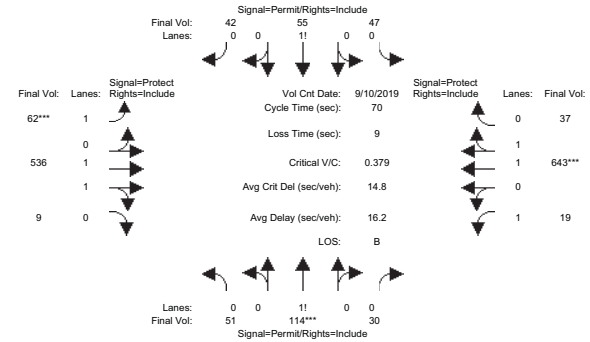 Signal=Permit/Rights=Include
Final Vol: 42 55 47
Lanes: 0 0 1! 0 0
Signal=Protect Signal=Protect
Final Vol: Lanes: Rights=Include Vol Cnt Date: 9/10/2019 Rights=Include Lanes: Final Vol:
Cycle Time (sec): 70
62*** 1 0 37
Loss Time (sec): 9
0 1
536 1 Critical V/C: 0.379 1 643***
1 Avg Crit Del (sec/veh): 14.8 0
9 0 Avg Delay (sec/veh): 16.2 1 19
LOS: B
Lanes: 0 0 1! 0 0
Final Vol: 51 114*** 30
Signal=Permit/Rights=Include